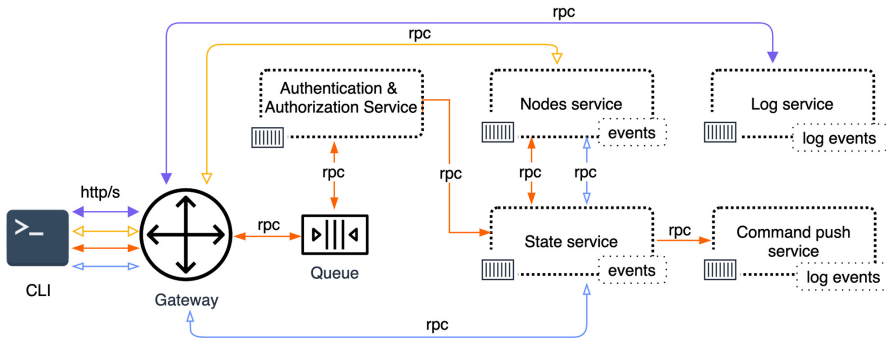 rpc
rpc
Authentication &
Authorization Service
Nodes service
events
Log service
log events
rpc
rpc
rpc
rpc
http/s
>_
CLI
Gateway
rpc
Queue
State service
events
rpc
Command push
service
log events
rpc